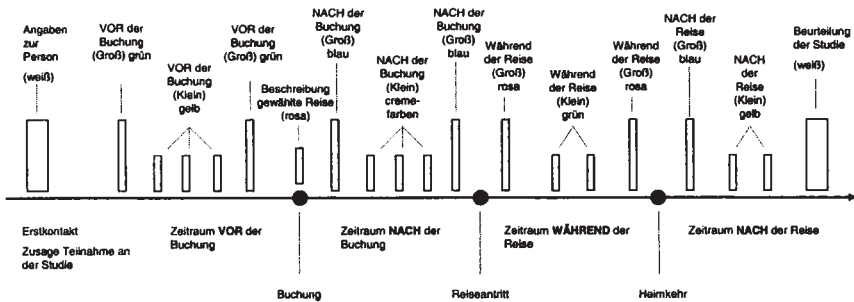 Angaben
zur
Person
(weiß)
VOR der
Buchung
(Groß) grün
VOR der
Buchung
(Klein)
gelb
VOR der
Buchung
(Groß) grün
Beschreibung
gewählte Reise
(rosa)
NACH der
Buchung
(Groß)
blau
NACH der
Buchung
(Klein)
creme-
farben
NACH der
Buchung
(Groß)
blau
Während
der Reise
(Groß)
rosa
Während
der Reise
(Klein)
grün
Während
der Reise
(Groß)
rosa
NACH der
Reise
(Groß)
blau
NACH
der
Reise
(Klein)
gelb
Beurteilung
der Studie
(weiß)
Erstkontakt
Zusage Teilnahme an
der Studie
Zeitraum VOR der
Buchung
Zeitraum NACH der
Buchung
Zeitraum WÄHREND der
Reise
Zeitraum NACH der Reise
Buchung
Reiseantritt
Heimkehr